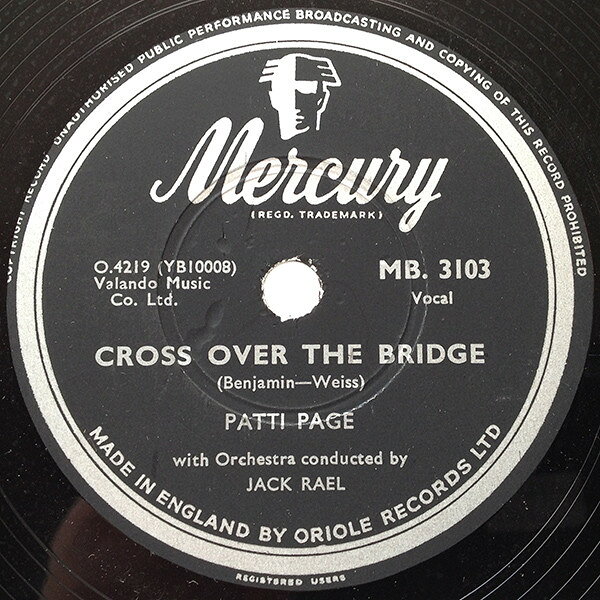 COPYRIGHT RECORD UNAUTHORISED PUBLIC PERFORMANCE BROADCASTING AND COPYING OF THIS RECORD PROHIBITED
Mercury
(REGD. TRADEMARK)
O.4219 (YB10008)
Valando Music
Co. Ltd.
MB. 3103
Vocal
CROSS OVER THE BRIDGE
(Benjamin—Weiss)
PATTI PAGE
with Orchestra conducted by
JACK RAEL
MADE IN ENGLAND BY ORIOLE RECORDS LTD
REGISTERED USERS